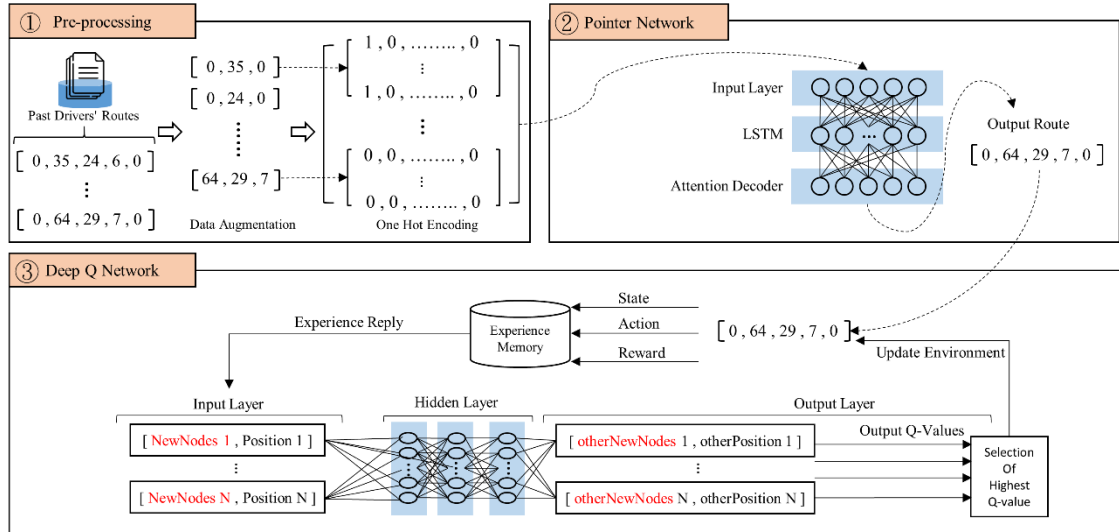 ① Pre-processing
Past Drivers' Routes
[ 0 , 35 , 24 , 6 , 0 ]
⋮
[ 0 , 64 , 29 , 7 , 0 ]
[ 0 , 35 , 0 ]
[ 0 , 24 , 0 ]
⋮
[ 64 , 29 , 7 ]
Data Augmentation
1 , 0 , ........ , 0
⋮
1 , 0 , ........ , 0
⋮
0 , 0 , ........ , 0
⋮
0 , 0 , ........ , 0
One Hot Encoding
② Pointer Network
Input Layer
LSTM
...
Attention Decoder
Output Route
[ 0 , 64 , 29 , 7 , 0 ]
③ Deep Q Network
Experience Reply
Experience
Memory
State
Action
Reward
[ 0 , 64 , 29 , 7 , 0 ]
Update Environment
Input Layer
[ NewNodes 1 , Position 1 ]
⋮
[ NewNodes N , Position N ]
Hidden Layer
Output Layer
[ otherNewNodes 1 , otherPosition 1 ]
⋮
[ otherNewNodes N , otherPosition N ]
Output Q-Values
Selection
Of
Highest
Q-value